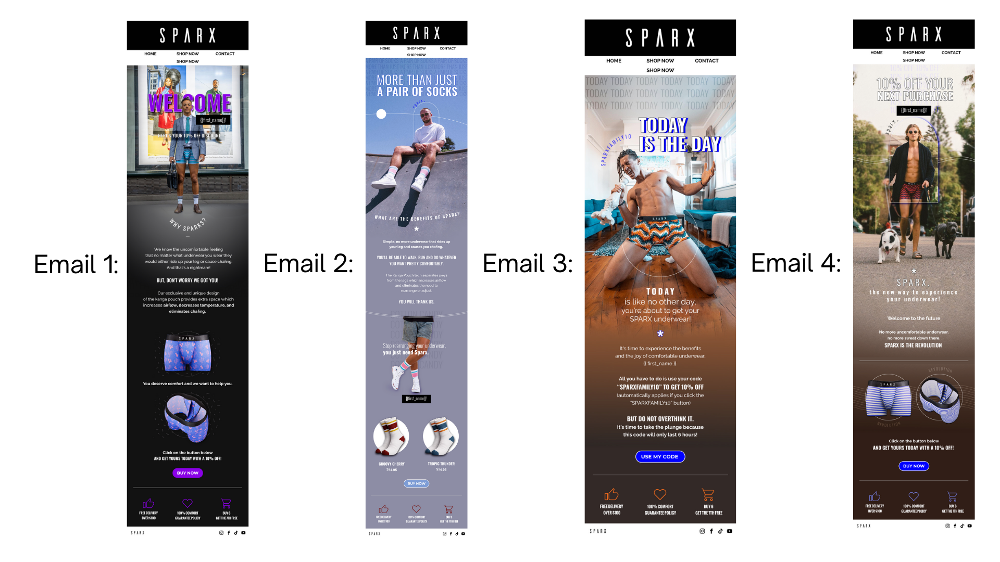 Email 1:
SPARX
HOME SHOP NOW CONTACT
SHOP NOW
WELCOME
{{first_name}}!
HERE'S YOUR 10% OFF DISCOUNT
WHY SPARKS?
We know the uncomfortable feeling
that no matter what underwear you wear they
would either ride up your leg or cause chafing.
And that's a nightmare!
BUT, DON'T WORRY WE GOT YOU!
Our exclusive and unique design
of the kanga pouch provides extra space which
increases airflow, decreases temperature, and
eliminates chafing.
SPARX
You deserve comfort and we want to help you.
Click on the button below
AND GET YOURS TODAY WITH A 10% OFF!
BUY NOW
FREE DELIVERY
OVER $100
100% COMFORT
GUARANTEE POLICY
BUY 6
GET THE 7TH FREE
SPARX
Email 2:
SPARX
HOME SHOP NOW CONTACT
SHOP NOW
MORE THAN JUST
A PAIR OF SOCKS
sparx_
WHAT ARE THE BENEFITS OF SPARX?
*
Simple, no more underwear that rides up
your leg and causes you chafing.
YOU'LL BE ABLE TO WALK, RUN AND DO WHATEVER
YOU WANT PRETTY COMFORTABLY.
The Kanga Pouch tech separates joeys
from the legs which increases airflow
and eliminates the need to
rearrange or adjust.
YOU WILL THANK US.
Stop rearranging your underwear,
you just need Sparx.
{{first_name}}!
GROOVY CHERRY
$14.95
TROPIC THUNDER
$14.95
BUY NOW
FREE DELIVERY
OVER $100
100% COMFORT
GUARANTEE POLICY
BUY 6
GET THE 7TH FREE
SPARX
Email 3:
SPARX
HOME SHOP NOW CONTACT
SHOP NOW
TODAY TODAY TODAY TODAY TODAY TODAY
TODAY TODAY TODAY TODAY TODAY TODAY
TODAY TODAY TODAY TODAY TODAY TODAY
TODAY
IS THE DAY
SPARXFAMILY10
SPARX
TODAY
is like no other day,
you're about to get your
SPARX underwear!
*
It's time to experience the benefits
and the joy of comfortable underwear,
{{ first_name }}.
All you have to do is use your code
"SPARXFAMILY10" TO GET 10% OFF
(automatically applies if you click the
"SPARXFAMILY10" button)
BUT DO NOT OVERTHINK IT.
It's time to take the plunge because
this code will only last 6 hours!
USE MY CODE
FREE DELIVERY
OVER $100
100% COMFORT
GUARANTEE POLICY
BUY 6
GET THE 7TH FREE
SPARX
Email 4:
SPARX
HOME SHOP NOW CONTACT
SHOP NOW
10% OFF YOUR
NEXT PURCHASE
{{first_name}}!
sparx_
SPARX
*
SPARX,
the new way to experience
your underwear!
Welcome to the future
-
No more uncomfortable underwear,
no more sweat down there.
SPARX IS THE REVOLUTION
REVOLUTION
SPARX
REVOLUTION
Click on the button below
AND GET YOURS TODAY WITH A 10% OFF!
BUY NOW
FREE DELIVERY
OVER $100
100% COMFORT
GUARANTEE POLICY
BUY 6
GET THE 7TH FREE
SPARX